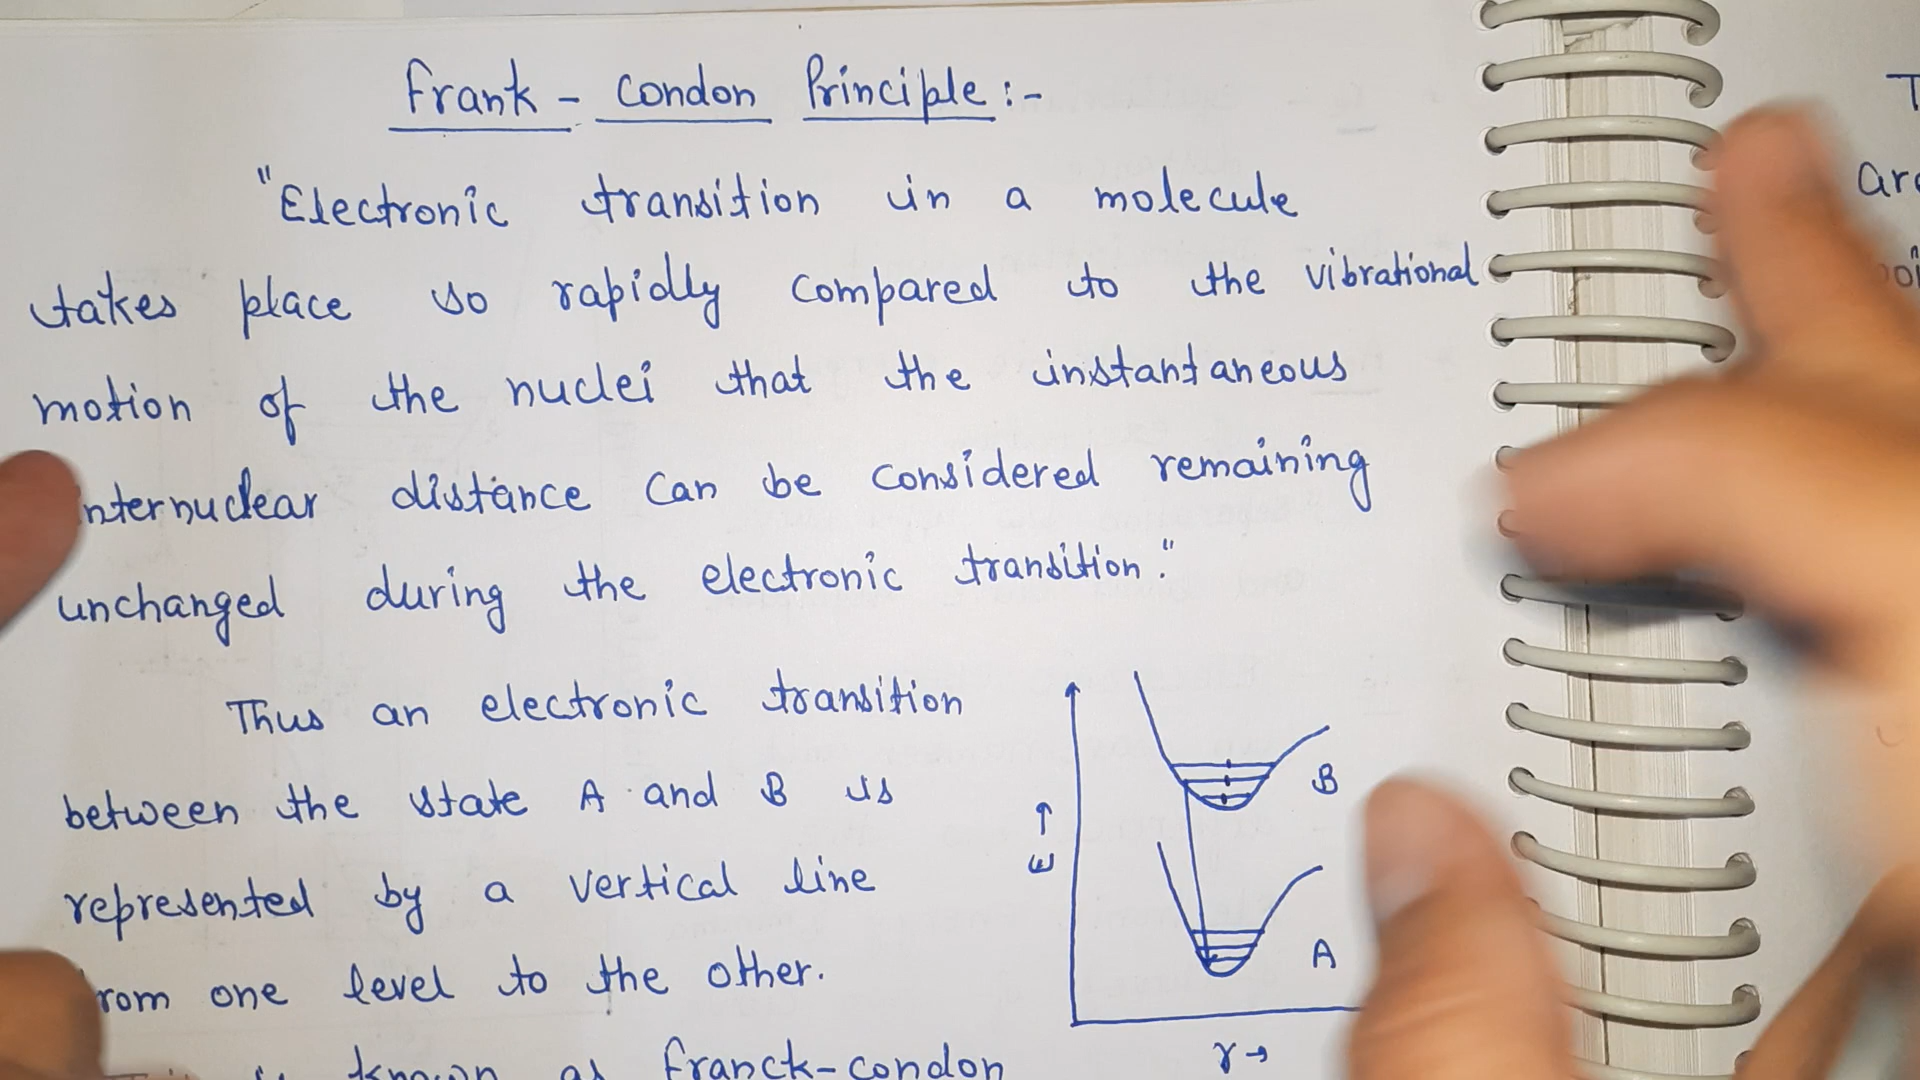 Frank - Condon Principle :-
"Electronic transition in a molecule
takes place so rapidly compared to the vibrational
motion of the nuclei that the instantaneous
nternuclear distance can be considered remaining
unchanged during the electronic transition."
Thus an electronic transition
between the state A and B is
represented by a vertical line
rom one level to the other.
known as Franck-Condon
B
E →
A
r →
T